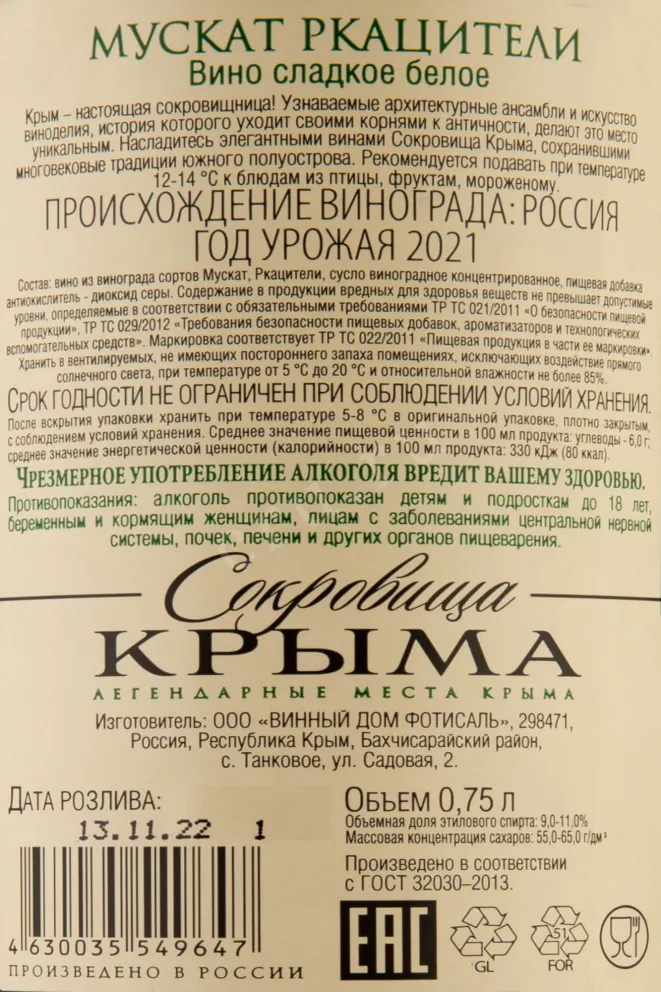 МУСКАТ РКАЦИТЕЛИ
Вино сладкое белое
Крым – настоящая сокровищница! Узнаваемые архитектурные ансамбли и искусство
виноделия, история которого уходит своими корнями к античности, делают это место
уникальным. Насладитесь элегантными винами Сокровища Крыма, сохранившими
многовековые традиции южного полуострова. Рекомендуется подавать при температуре
12-14 °С к блюдам из птицы, фруктам, мороженому.
ПРОИСХОЖДЕНИЕ ВИНОГРАДА: РОССИЯ
ГОД УРОЖАЯ 2021
Состав: вино из винограда сортов Мускат, Ркацители, сусло виноградное концентрированное, пищевая добавка
антиокислитель - диоксид серы. Содержание в продукции вредных для здоровья веществ не превышает допустимые
уровни, определяемые в соответствии с обязательными требованиями ТР ТС 021/2011 «О безопасности пищевой
продукции», ТР ТС 029/2012 «Требования безопасности пищевых добавок, ароматизаторов и технологических
вспомогательных средств». Маркировка соответствует ТР ТС 022/2011 «Пищевая продукция в части ее маркировки».
Хранить в вентилируемых, не имеющих постороннего запаха помещениях, исключающих воздействие прямого
солнечного света, при температуре от 5 °С до 20 °С и относительной влажности не более 85%.
СРОК ГОДНОСТИ НЕ ОГРАНИЧЕН ПРИ СОБЛЮДЕНИИ УСЛОВИЙ ХРАНЕНИЯ.
После вскрытия упаковки хранить при температуре 5-8 °С в оригинальной упаковке, плотно закрытым,
с соблюдением условий хранения. Среднее значение пищевой ценности в 100 мл продукта: углеводы - 6,0 г;
среднее значение энергетической ценности (калорийности) в 100 мл продукта: 330 кДж (80 ккал).
ЧРЕЗМЕРНОЕ УПОТРЕБЛЕНИЕ АЛКОГОЛЯ ВРЕДИТ ВАШЕМУ ЗДОРОВЬЮ.
Противопоказания: алкоголь противопоказан детям и подросткам до 18 лет,
беременным и кормящим женщинам, лицам с заболеваниями центральной нервной
системы, почек, печени и других органов пищеварения.
Сокровища
КРЫМА
ЛЕГЕНДАРНЫЕ МЕСТА КРЫМА
Изготовитель: ООО «ВИННЫЙ ДОМ ФОТИСАЛЬ», 298471,
Россия, Республика Крым, Бахчисарайский район,
с. Танковое, ул. Садовая, 2.
ДАТА РОЗЛИВА:
13.11.22 1
4 630035 549647
ПРОИЗВЕДЕНО В РОССИИ
ОБЪЕМ 0,75 Л
Объемная доля этилового спирта: 9,0-11,0%
Массовая концентрация сахаров: 55,0-65,0 г/дм³
Произведено в соответствии
с ГОСТ 32030–2013.
ЕАС
GL
51
FOR